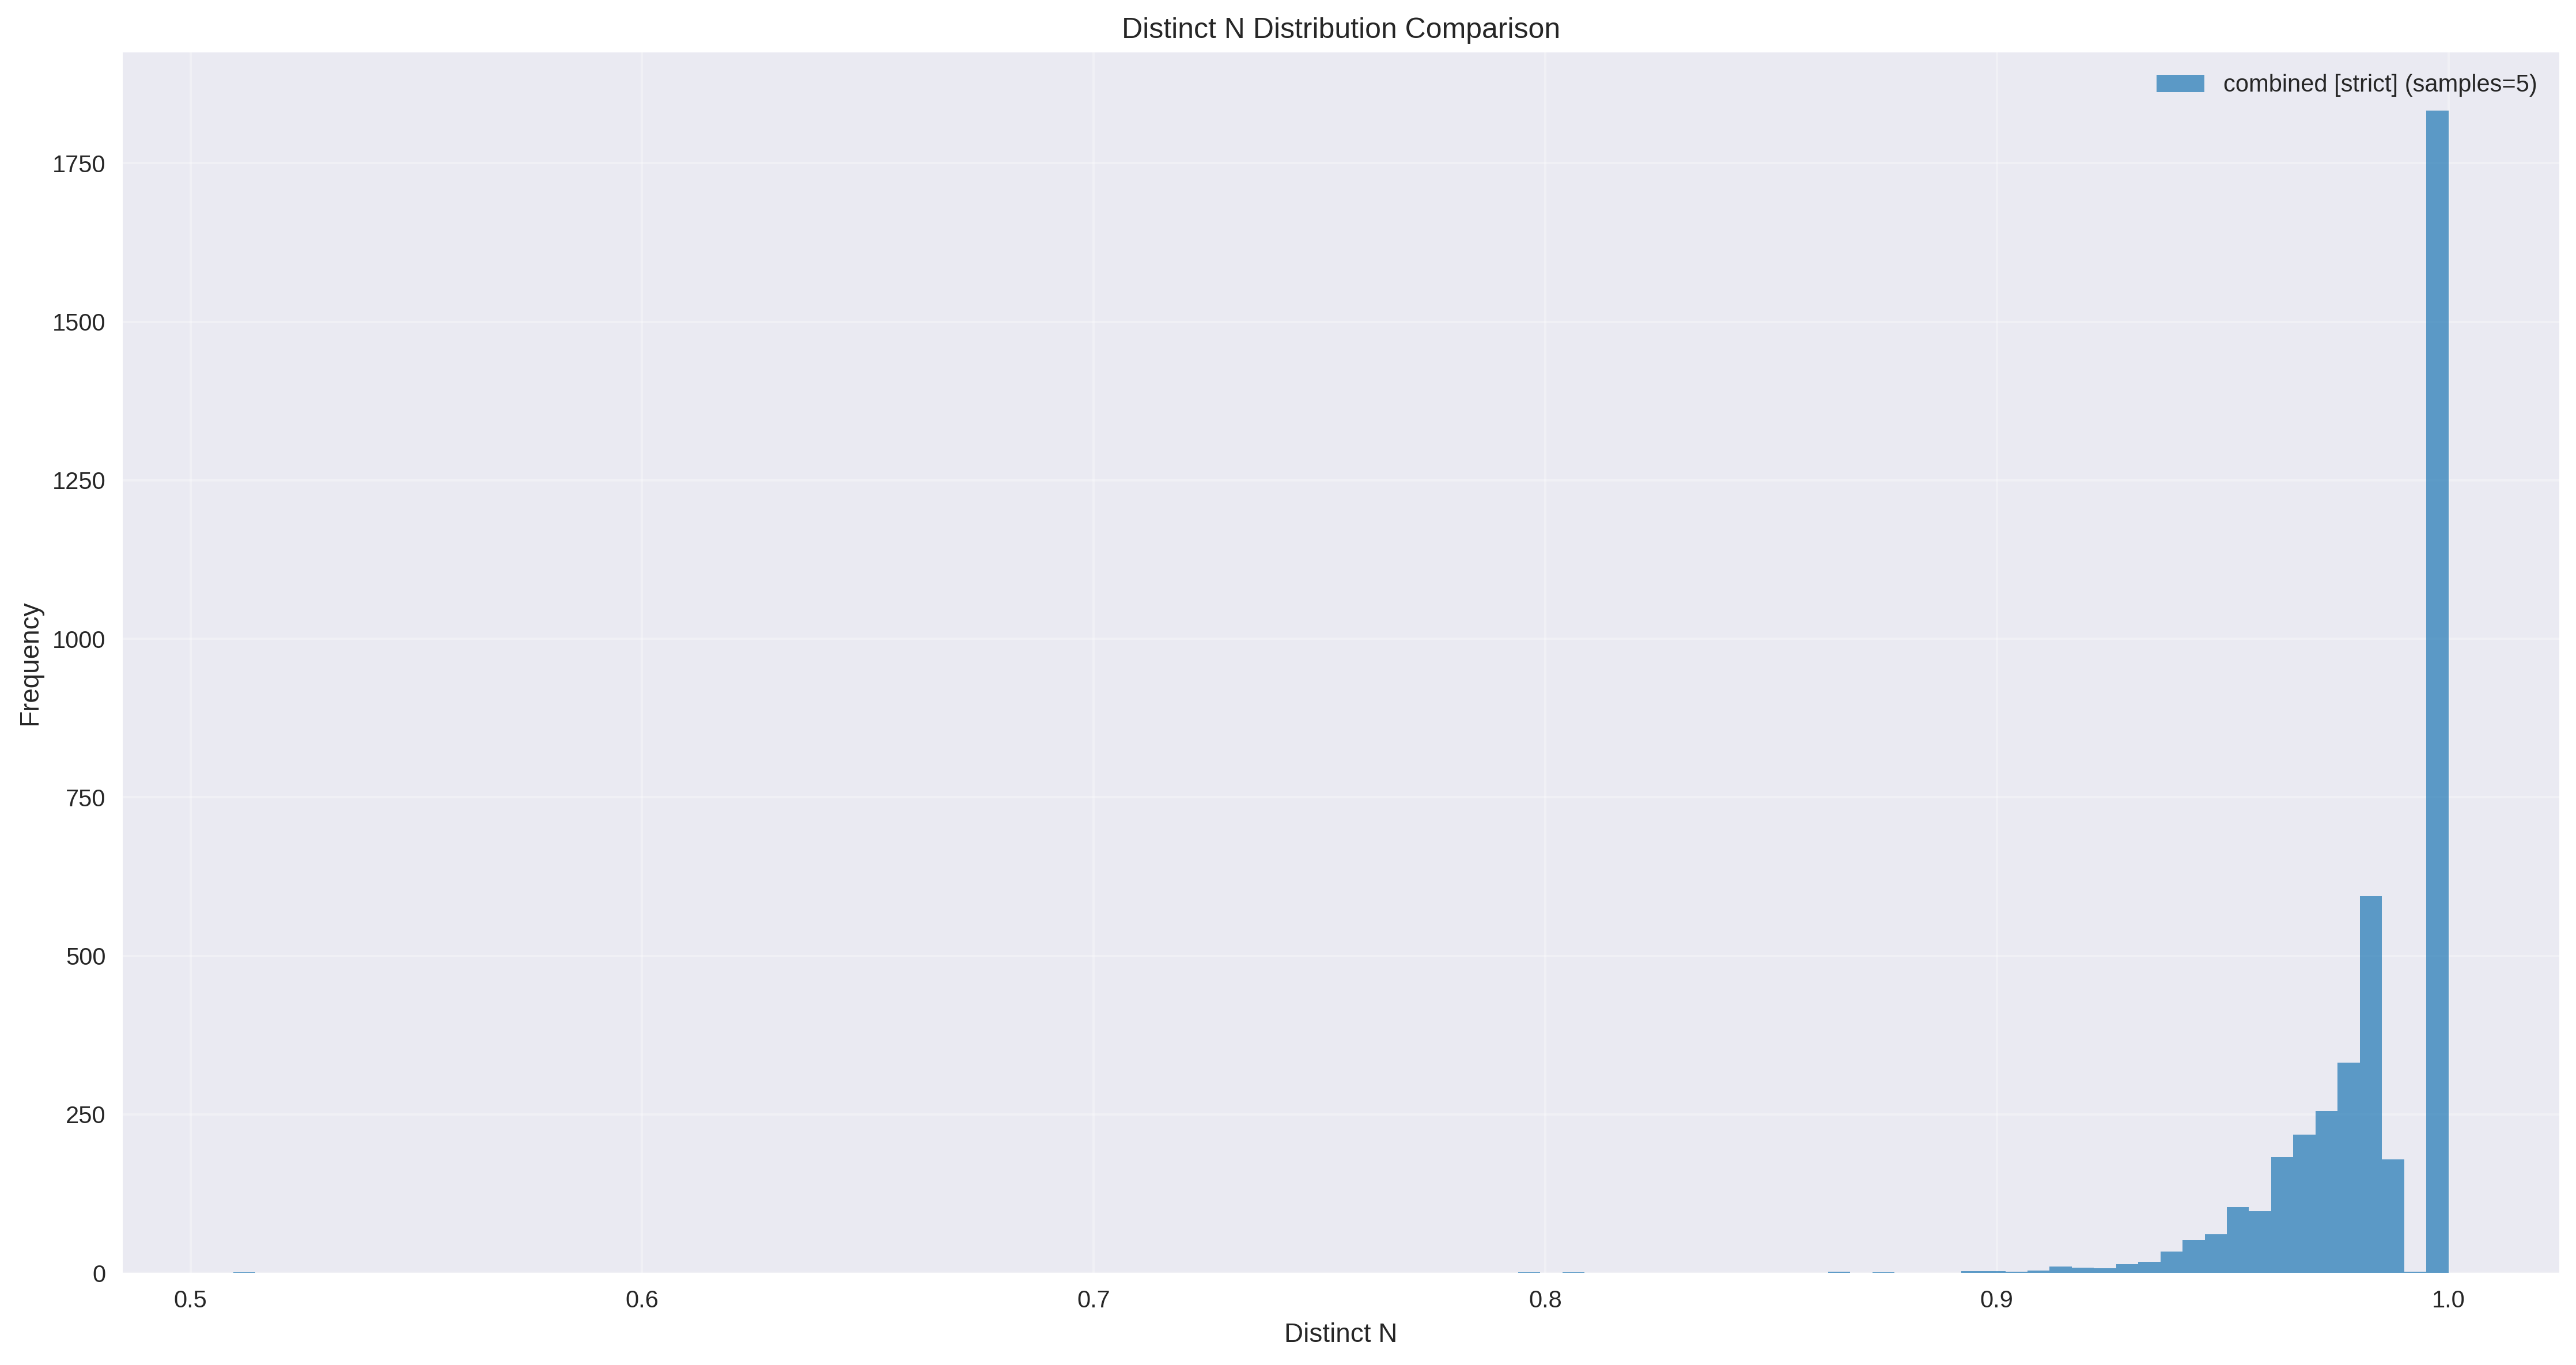 Distinct N Distribution Comparison
combined [strict] (samples=5)
1750
1500
1250
1000
750
500
250
0
Frequency
0.5 0.6 0.7 0.8 0.9 1.0
Distinct N